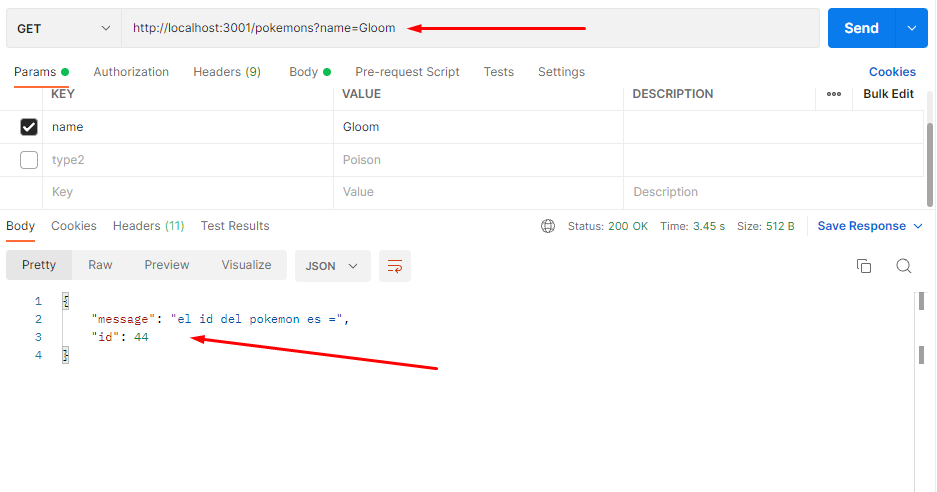 GET http://localhost:3001/pokemons?name=Gloom Send
Params Authorization Headers (9) Body Pre-request Script Tests Settings Cookies
KEY VALUE DESCRIPTION ooo Bulk Edit
name Gloom
type2 Poison
Key Value Description
Body Cookies Headers (11) Test Results Status: 200 OK Time: 3.45 s Size: 512 B Save Response
Pretty Raw Preview Visualize JSON
1 {
2 "message": "el id del pokemon es =",
3 "id": 44
4 }